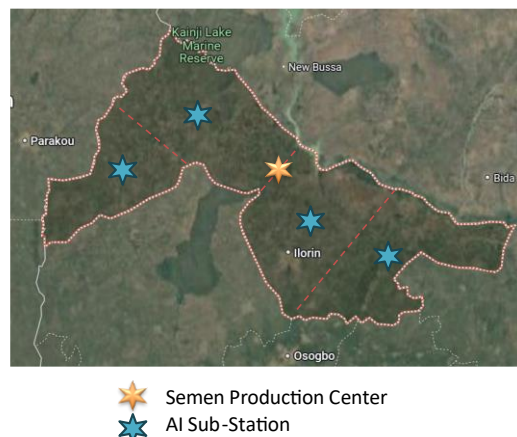 Kainji Lake
Marine
Reserve
New Bussa
Parakou
Bida
Ilorin
Osogbo
Semen Production Center
AI Sub-Station